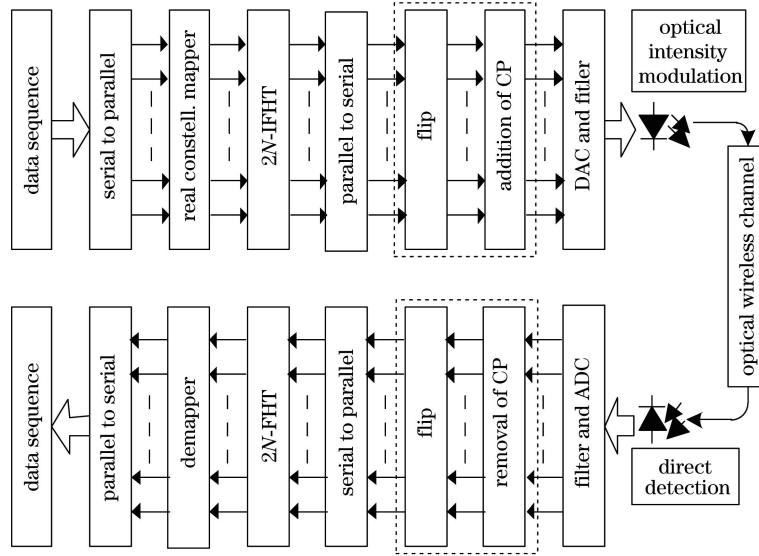 data sequence
serial to parallel
real constell. mapper
2N-IFHT
parallel to serial
flip
addition of CP
DAC and fitler
optical
intensity
modulation
optical wireless channel
data sequence
parallel to serial
demapper
2N-FHT
serial to parallel
flip
removal of CP
filter and ADC
direct
detection